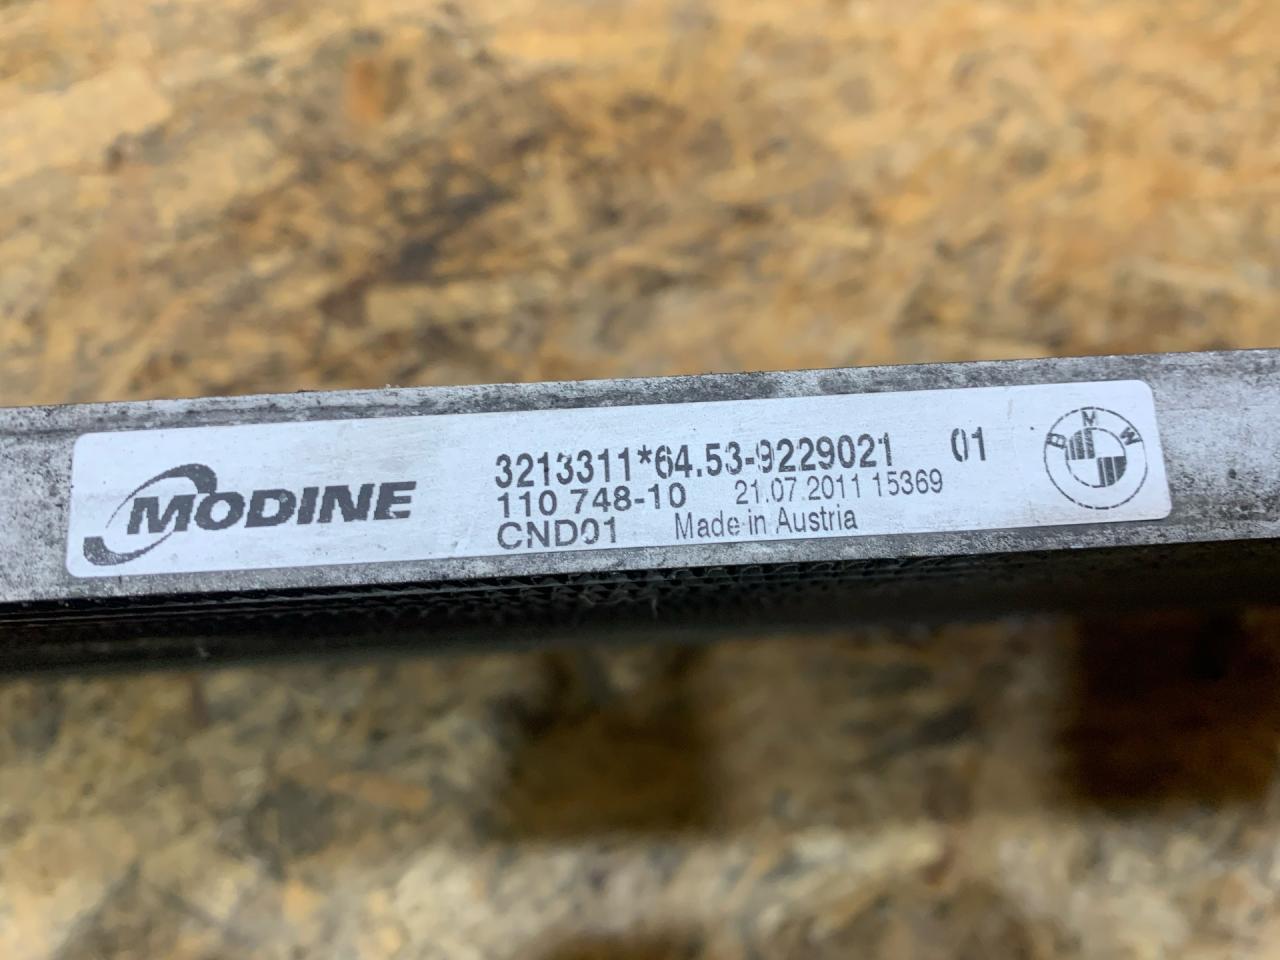 MODINE
3213311*64.53-9229021 01
110 748-10 21.07.2011 15369
CND01 Made in Austria
BMW